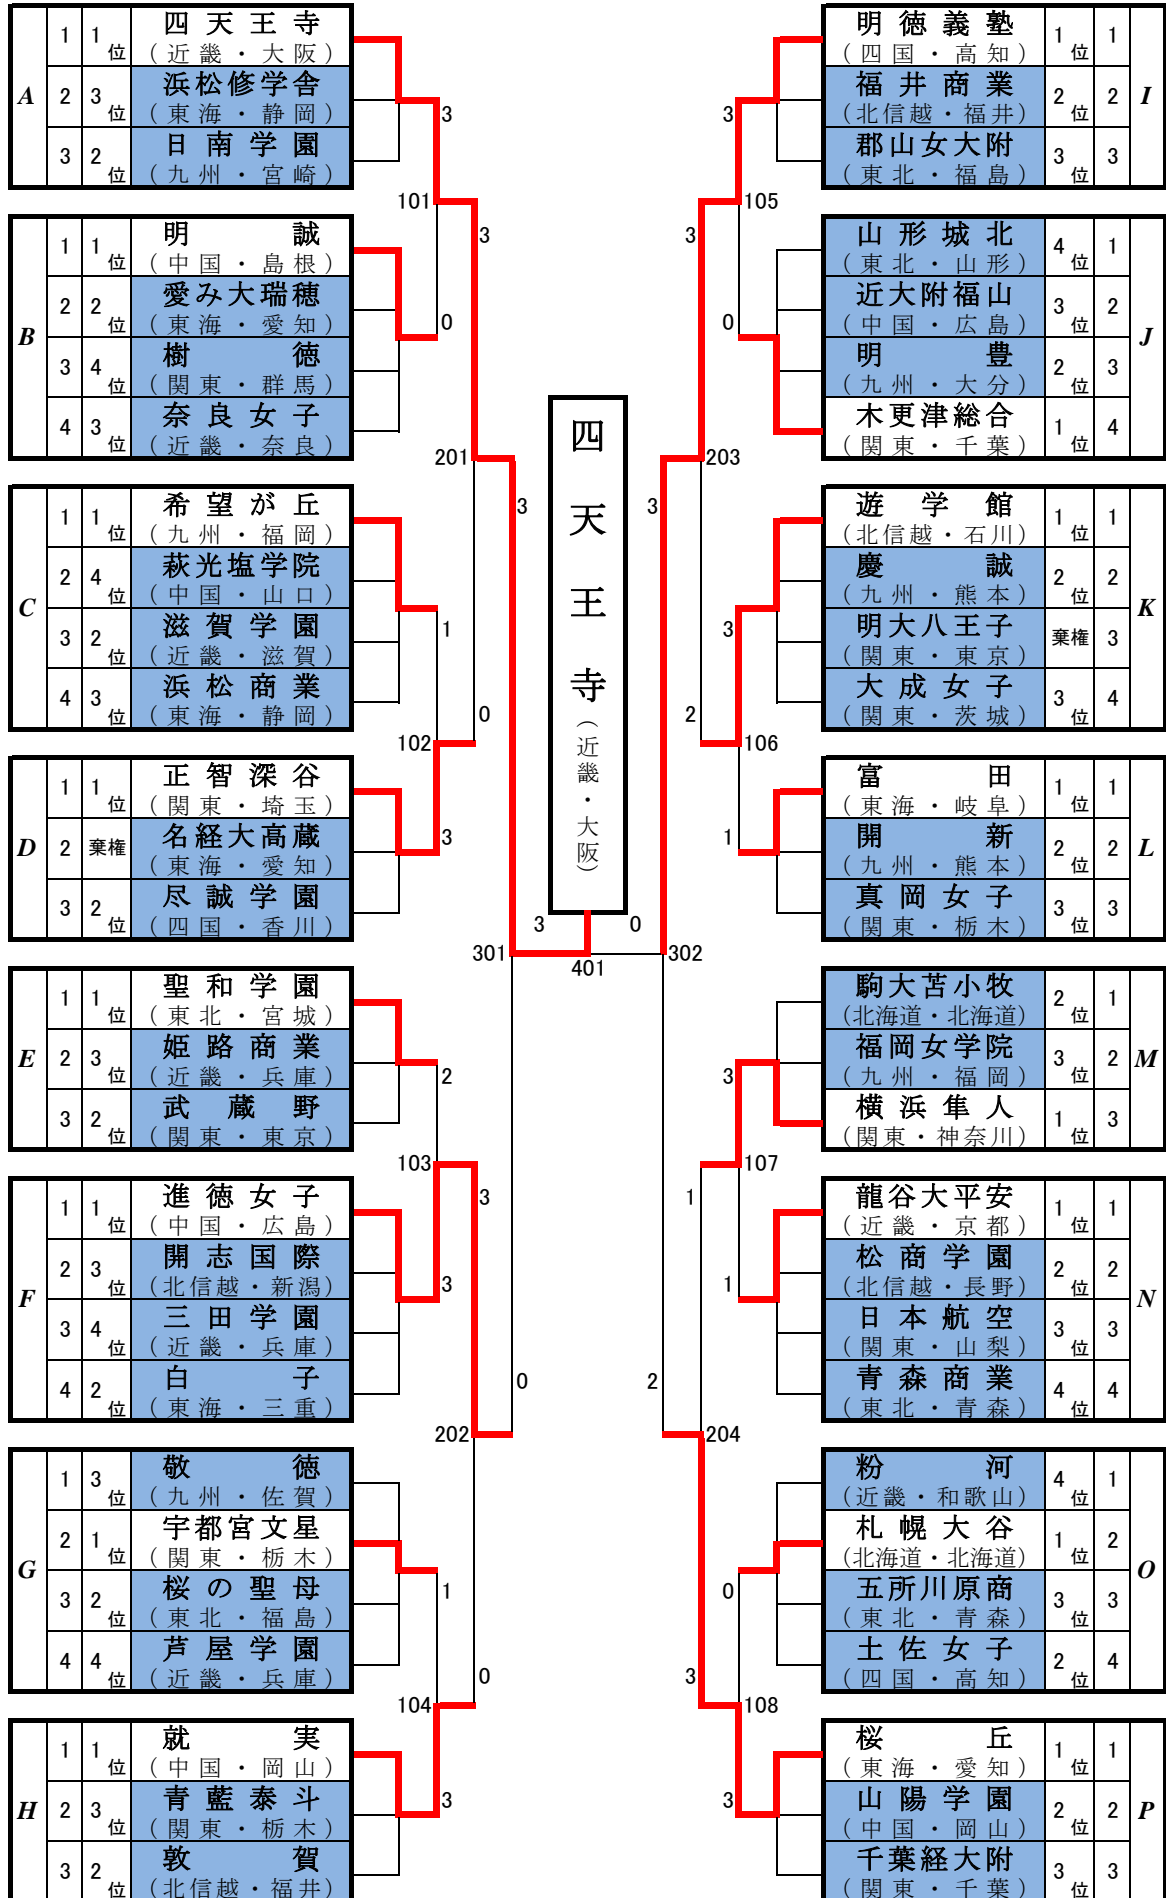 A
1 1位 四天王寺
（近畿・大阪）
2 3位 浜松修学舎
（東海・静岡）
3 2位 日南学園
（九州・宮崎）
B
1 1位 明誠
（中国・島根）
2 2位 愛み大瑞穂
（東海・愛知）
3 4位 樹徳
（関東・群馬）
4 3位 奈良女子
（近畿・奈良）
C
1 1位 希望が丘
（九州・福岡）
2 4位 萩光塩学院
（中国・山口）
3 2位 滋賀学園
（近畿・滋賀）
4 3位 浜松商業
（東海・静岡）
D
1 1位 正智深谷
（関東・埼玉）
2 棄権 名経大高蔵
（東海・愛知）
3 2位 尽誠学園
（四国・香川）
E
1 1位 聖和学園
（東北・宮城）
2 3位 姫路商業
（近畿・兵庫）
3 2位 武蔵野
（関東・東京）
F
1 1位 進徳女子
（中国・広島）
2 3位 開志国際
（北信越・新潟）
3 4位 三田学園
（近畿・兵庫）
4 2位 白子
（東海・三重）
G
1 3位 敬徳
（九州・佐賀）
2 1位 宇都宮文星
（関東・栃木）
3 2位 桜の聖母
（東北・福島）
4 4位 芦屋学園
（近畿・兵庫）
H
1 1位 就実
（中国・岡山）
2 3位 青藍泰斗
（関東・栃木）
3 2位 敦賀
（北信越・福井）
3
101
0
3
201
1
102
3
0
3
2
103
3
3
202
1
104
3
0
0
301
四天王寺（近畿・大阪）
3 0
401
302
3
105
0
3
203
3
106
1
2
3
3
107
1
1
204
0
108
3
3
2
明徳義塾 1位 1
（四国・高知）
福井商業 2位 2
（北信越・福井）
郡山女大附 3位 3
（東北・福島）
I
山形城北 4位 1
（東北・山形）
近大附福山 3位 2
（中国・広島）
明豊 2位 3
（九州・大分）
木更津総合 1位 4
（関東・千葉）
J
遊学館 1位 1
（北信越・石川）
慶誠 2位 2
（九州・熊本）
明大八王子 棄権 3
（関東・東京）
大成女子 3位 4
（関東・茨城）
K
富田 1位 1
（東海・岐阜）
開新 2位 2
（九州・熊本）
真岡女子 3位 3
（関東・栃木）
L
駒大苫小牧 2位 1
（北海道・北海道）
福岡女学院 3位 2
（九州・福岡）
横浜隼人 1位 3
（関東・神奈川）
M
龍谷大平安 1位 1
（近畿・京都）
松商学園 2位 2
（北信越・長野）
日本航空 3位 3
（関東・山梨）
青森商業 4位 4
（東北・青森）
N
粉河 4位 1
（近畿・和歌山）
札幌大谷 1位 2
（北海道・北海道）
五所川原商 3位 3
（東北・青森）
土佐女子 2位 4
（四国・高知）
O
桜丘 1位 1
（東海・愛知）
山陽学園 2位 2
（中国・岡山）
千葉経大附 3位 3
（関東・千葉）
P